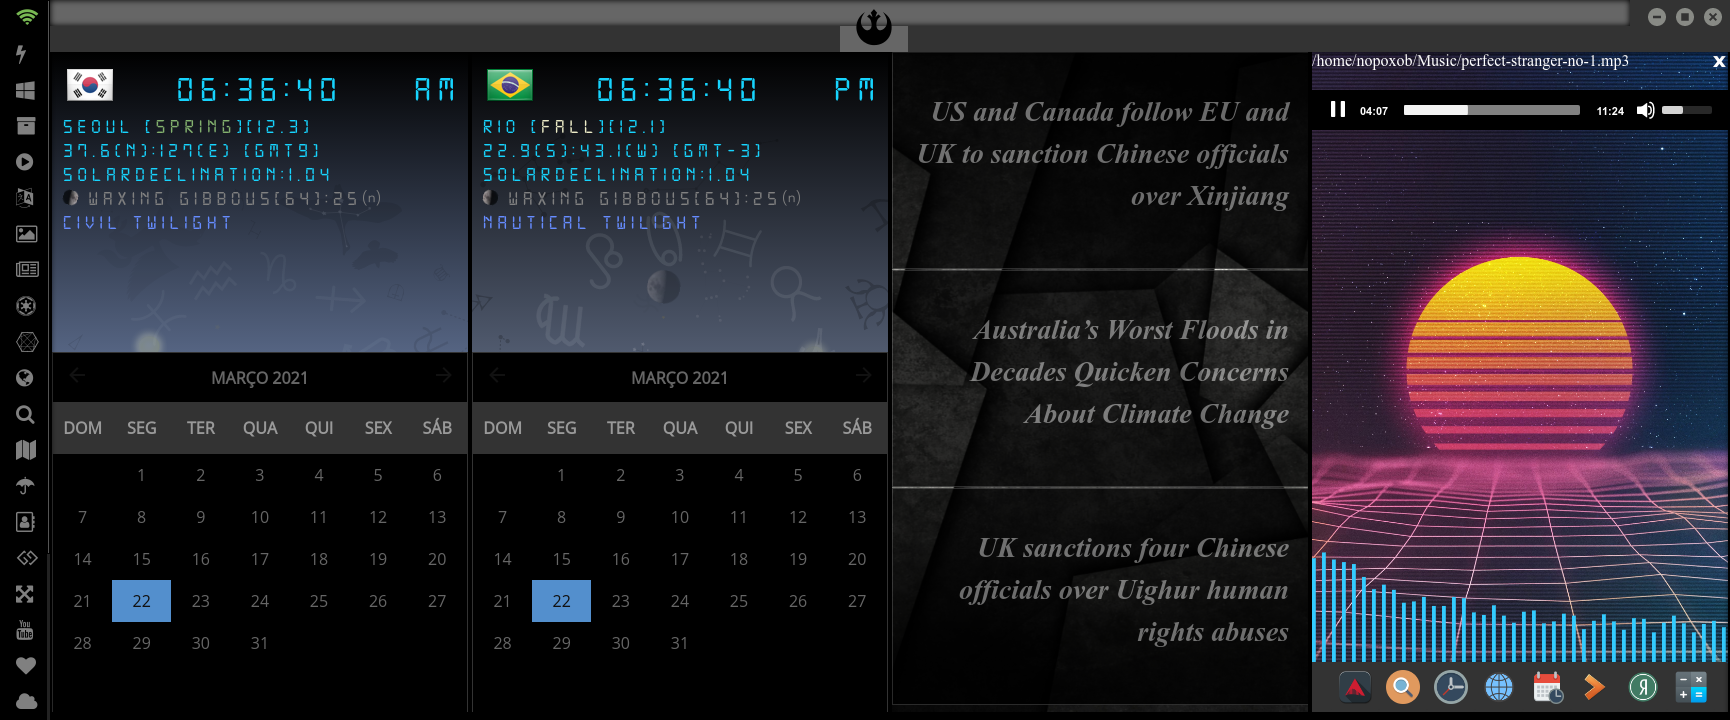 06:36:40 AM
SEOUL [SPRING][12.3]
37.6(N):127(E) [GMT9]
SOLARDECLINATION:1.04
WAXING GIBBOUS[64]:25(n)
CIVIL TWILIGHT
MARÇO 2021
DOM SEG TER QUA QUI SEX SÁB
1 2 3 4 5 6
7 8 9 10 11 12 13
14 15 16 17 18 19 20
21 22 23 24 25 26 27
28 29 30 31
06:36:40 PM
RIO [FALL][12.1]
22.9(S):43.1(W) [GMT-3]
SOLARDECLINATION:1.04
WAXING GIBBOUS[64]:25(n)
NAUTICAL TWILIGHT
MARÇO 2021
DOM SEG TER QUA QUI SEX SÁB
1 2 3 4 5 6
7 8 9 10 11 12 13
14 15 16 17 18 19 20
21 22 23 24 25 26 27
28 29 30 31
US and Canada follow EU and
UK to sanction Chinese officials
over Xinjiang
Australia’s Worst Floods in
Decades Quicken Concerns
About Climate Change
UK sanctions four Chinese
officials over Uighur human
rights abuses
/home/nopoxob/Music/perfect-stranger-no-1.mp3 x
04:07 11:24
You
Tube
Я